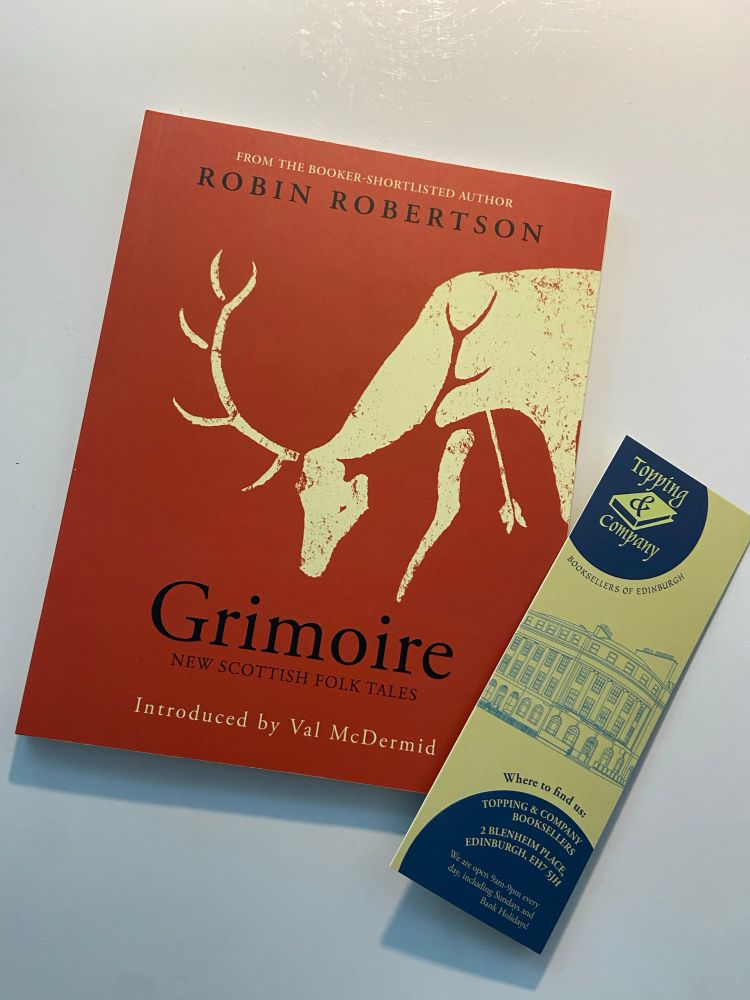 FROM THE BOOKER-SHORTLISTED AUTHOR
ROBIN ROBERTSON
Grimoire
NEW SCOTTISH FOLK TALES
Introduced by Val McDermid
Topping
&
Company
BOOKSELLERS OF EDINBURGH
Where to find us:
TOPPING & COMPANY
BOOKSELLERS
2 BLENHEIM PLACE,
EDINBURGH, EH7 5JH
We are open 9am-9pm every
day, including Sundays and
Bank Holidays!